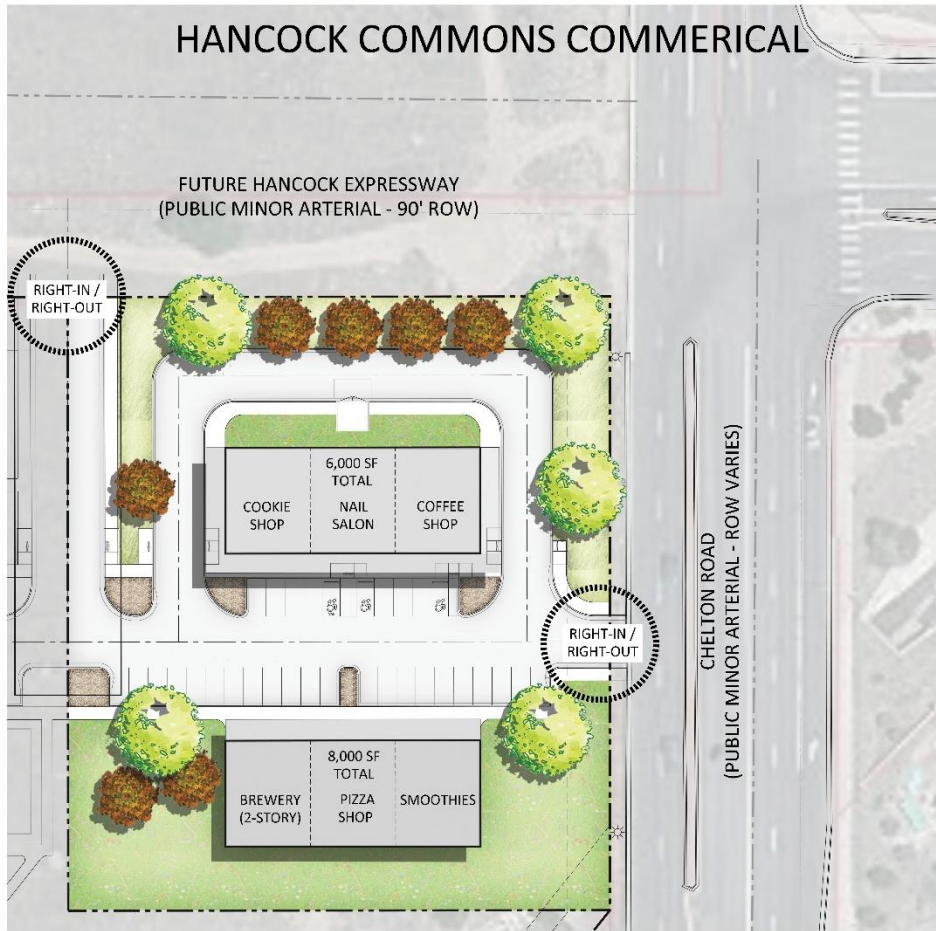 HANCOCK COMMONS COMMERICAL
FUTURE HANCOCK EXPRESSWAY
(PUBLIC MINOR ARTERIAL - 90' ROW)
RIGHT-IN /
RIGHT-OUT
6,000 SF
TOTAL
COOKIE
SHOP
NAIL
SALON
COFFEE
SHOP
RIGHT-IN /
RIGHT-OUT
CHELTON ROAD
(PUBLIC MINOR ARTERIAL - ROW VARIES)
8,000 SF
TOTAL
BREWERY
(2-STORY)
PIZZA
SHOP
SMOOTHIES